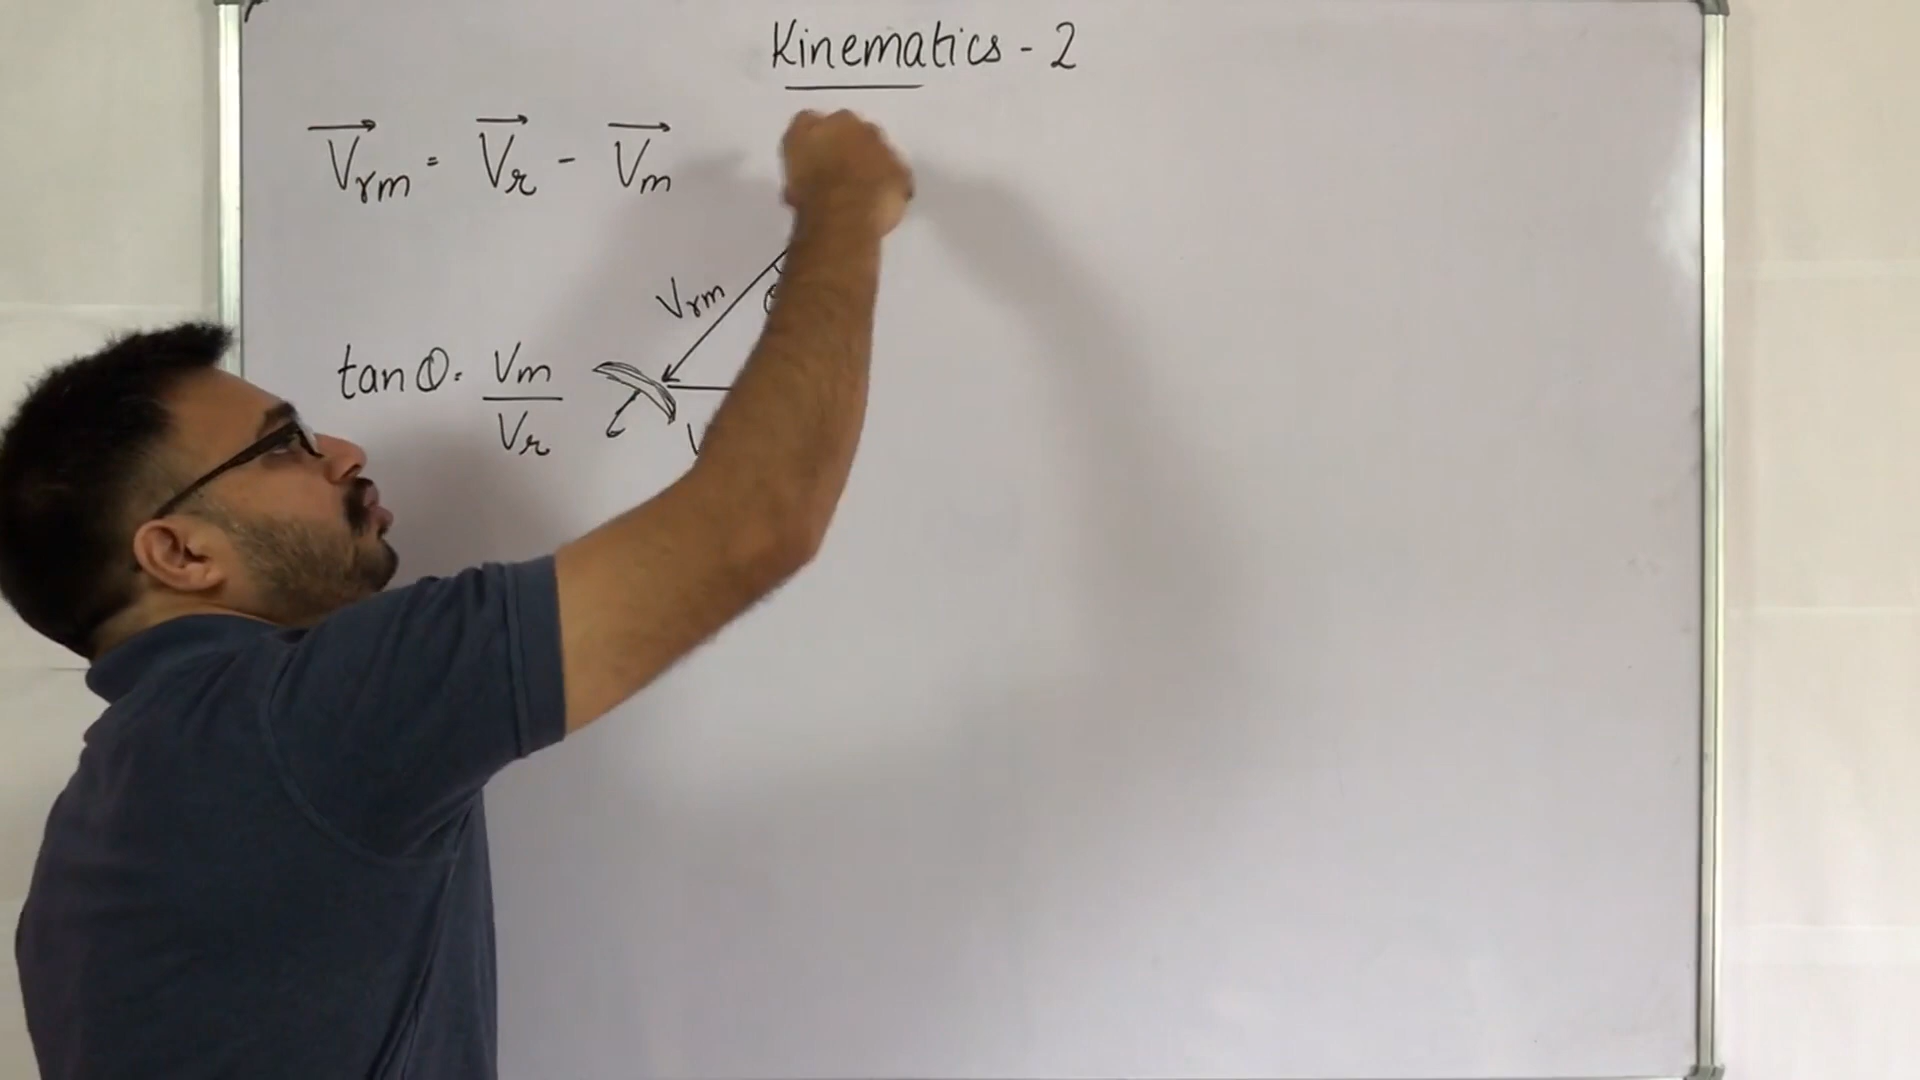 Kinematics - 2
Vrm = Vr - Vm
Vrm
θ
tan θ = Vm
Vr
V